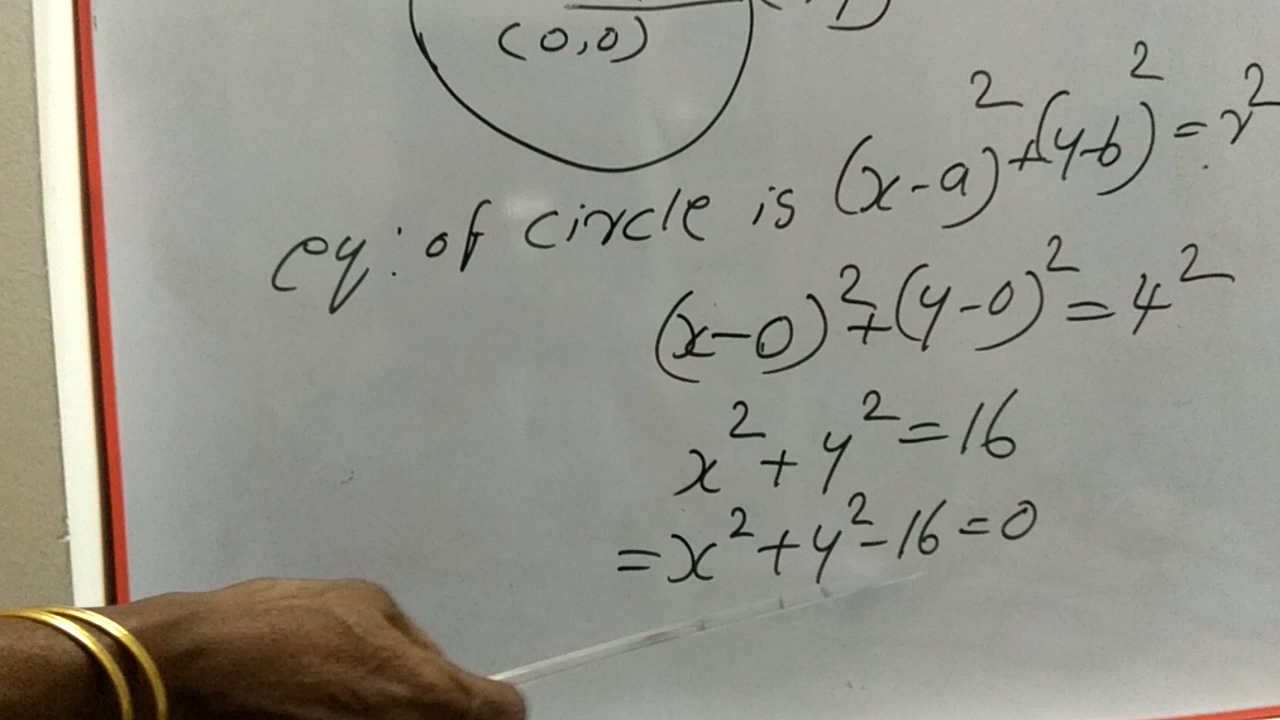 (0,0)
eq: of circle is (x-a)²+(y-b)²=r²
(x-0)²+(y-0)²=4²
x²+y²=16
=x²+y²-16=0